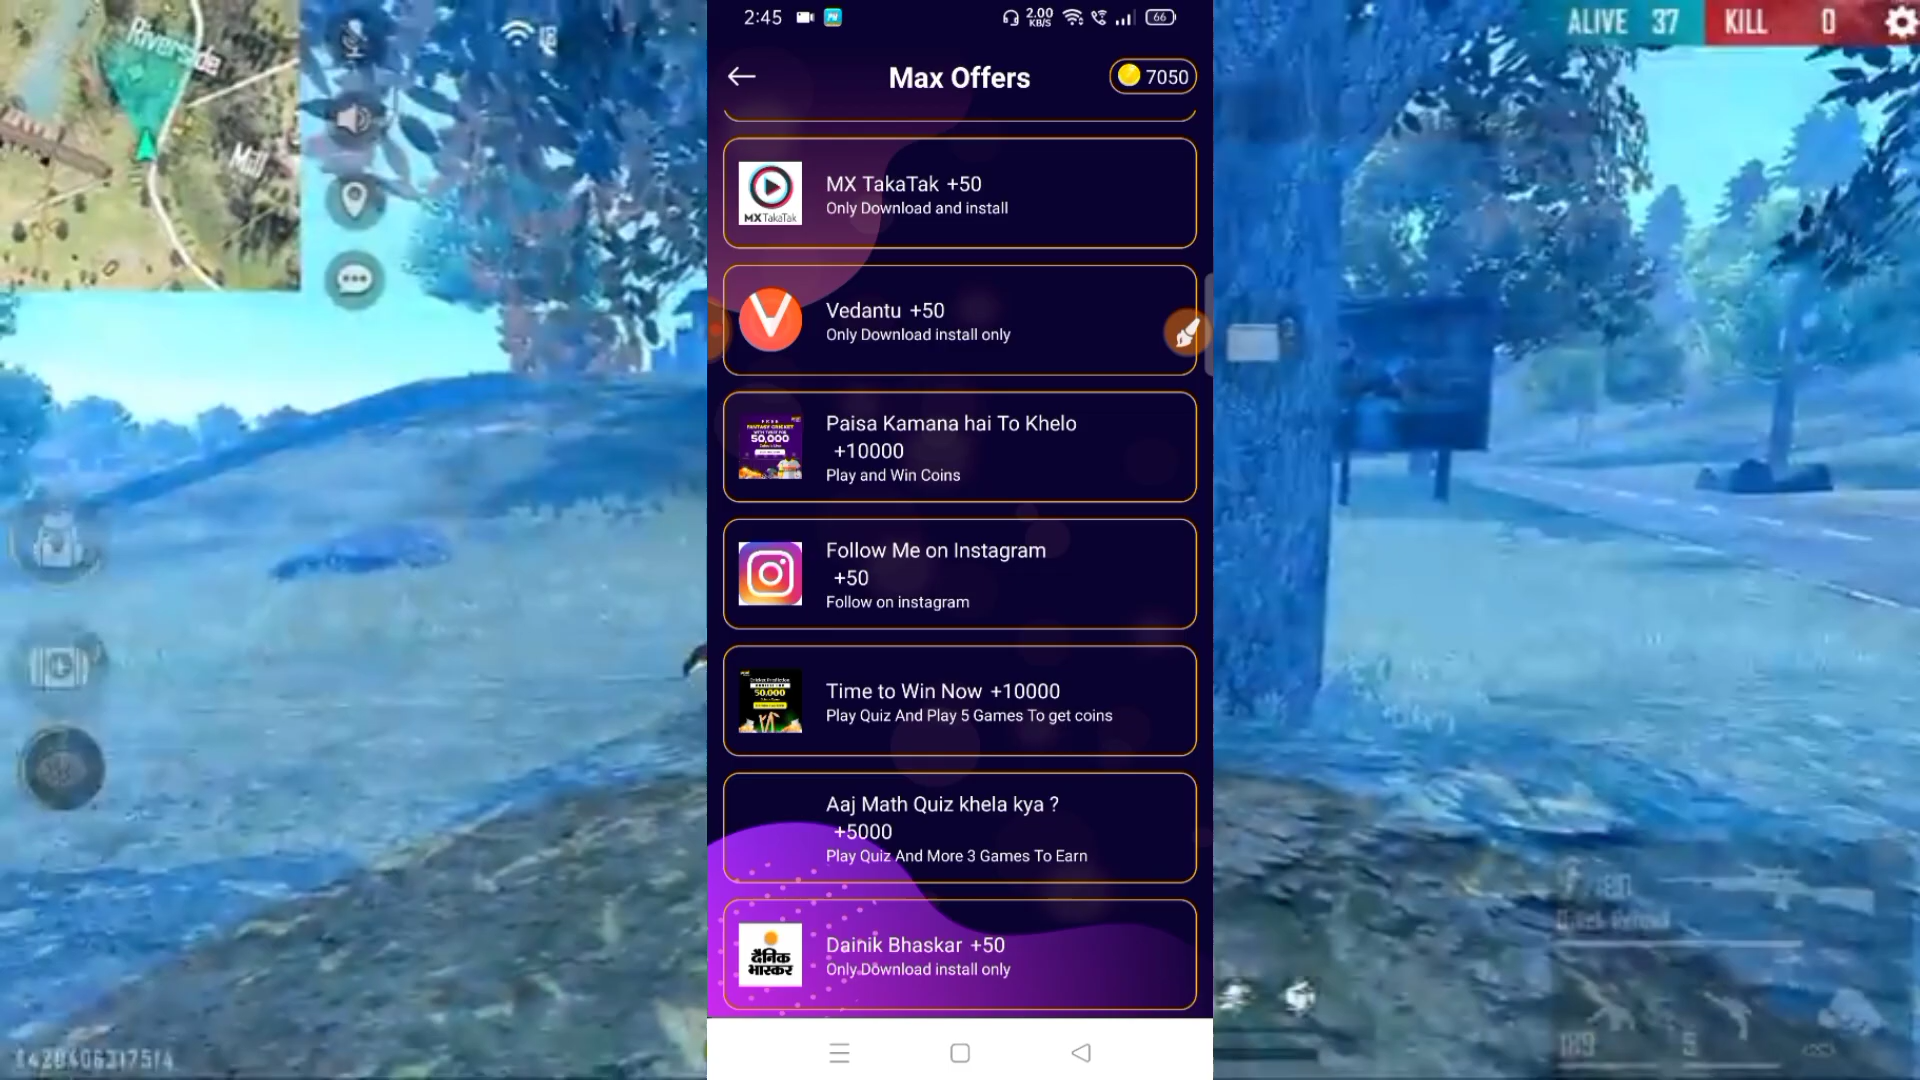 2:45
2.00 KB/S
66
Max Offers
7050
MX TakaTak
MX TakaTak +50
Only Download and install
Vedantu +50
Only Download install only
50,000
Paisa Kamana hai To Khelo
+10000
Play and Win Coins
Follow Me on Instagram
+50
Follow on instagram
50,000
Time to Win Now +10000
Play Quiz And Play 5 Games To get coins
Aaj Math Quiz khela kya ?
+5000
Play Quiz And More 3 Games To Earn
दैनिक
भास्कर
Dainik Bhaskar +50
Only Download install only
Riverside
Mill
ALIVE 37 KILL 0